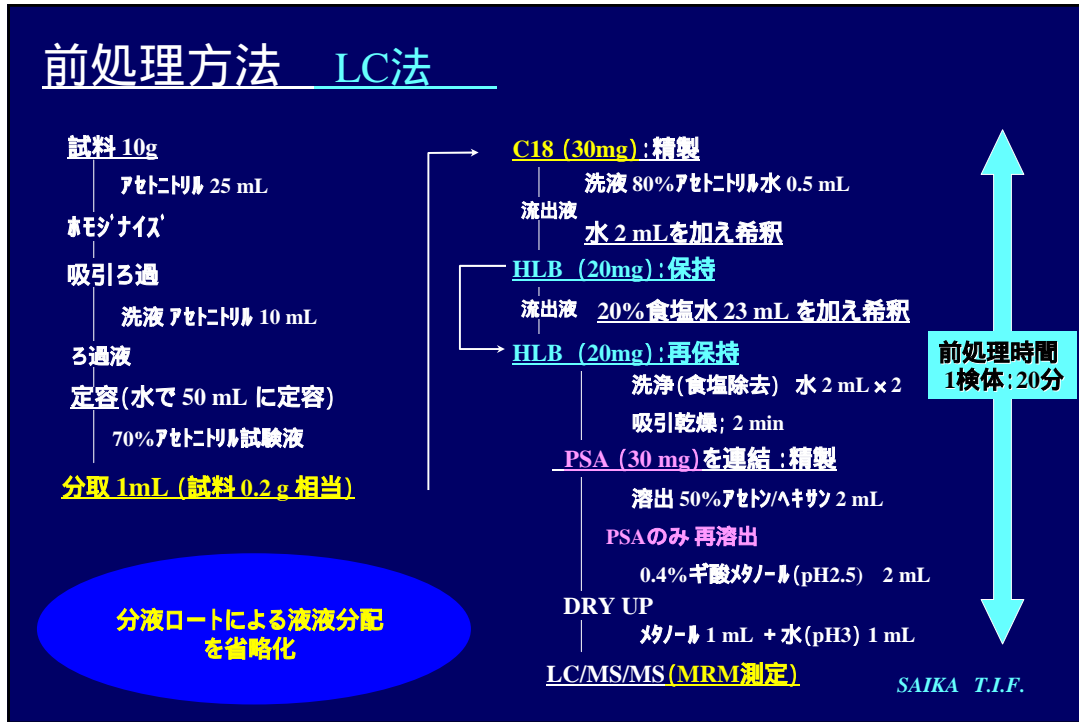 前処理方法 LC法
試料 10g
アセトニトリル 25 mL
ホモジナイズ
吸引ろ過
洗液 アセトニトリル 10 mL
ろ過液
定容(水で 50 mL に定容)
70%アセトニトリル試験液
分取 1mL (試料 0.2 g 相当)
分液ロートによる液液分配
を省略化
C18 (30mg):精製
洗液 80%アセトニトリル水 0.5 mL
流出液
水 2 mLを加え希釈
HLB (20mg):保持
流出液 20%食塩水 23 mL を加え希釈
HLB (20mg):再保持
洗浄(食塩除去) 水 2 mL × 2
吸引乾燥; 2 min
PSA (30 mg)を連結 :精製
溶出 50%アセトン/ヘキサン 2 mL
PSAのみ 再溶出
0.4%ギ酸メタノール(pH2.5) 2 mL
DRY UP
メタノール 1 mL + 水(pH3) 1 mL
LC/MS/MS(MRM測定)
前処理時間
1検体:20分
SAIKA T.I.F.